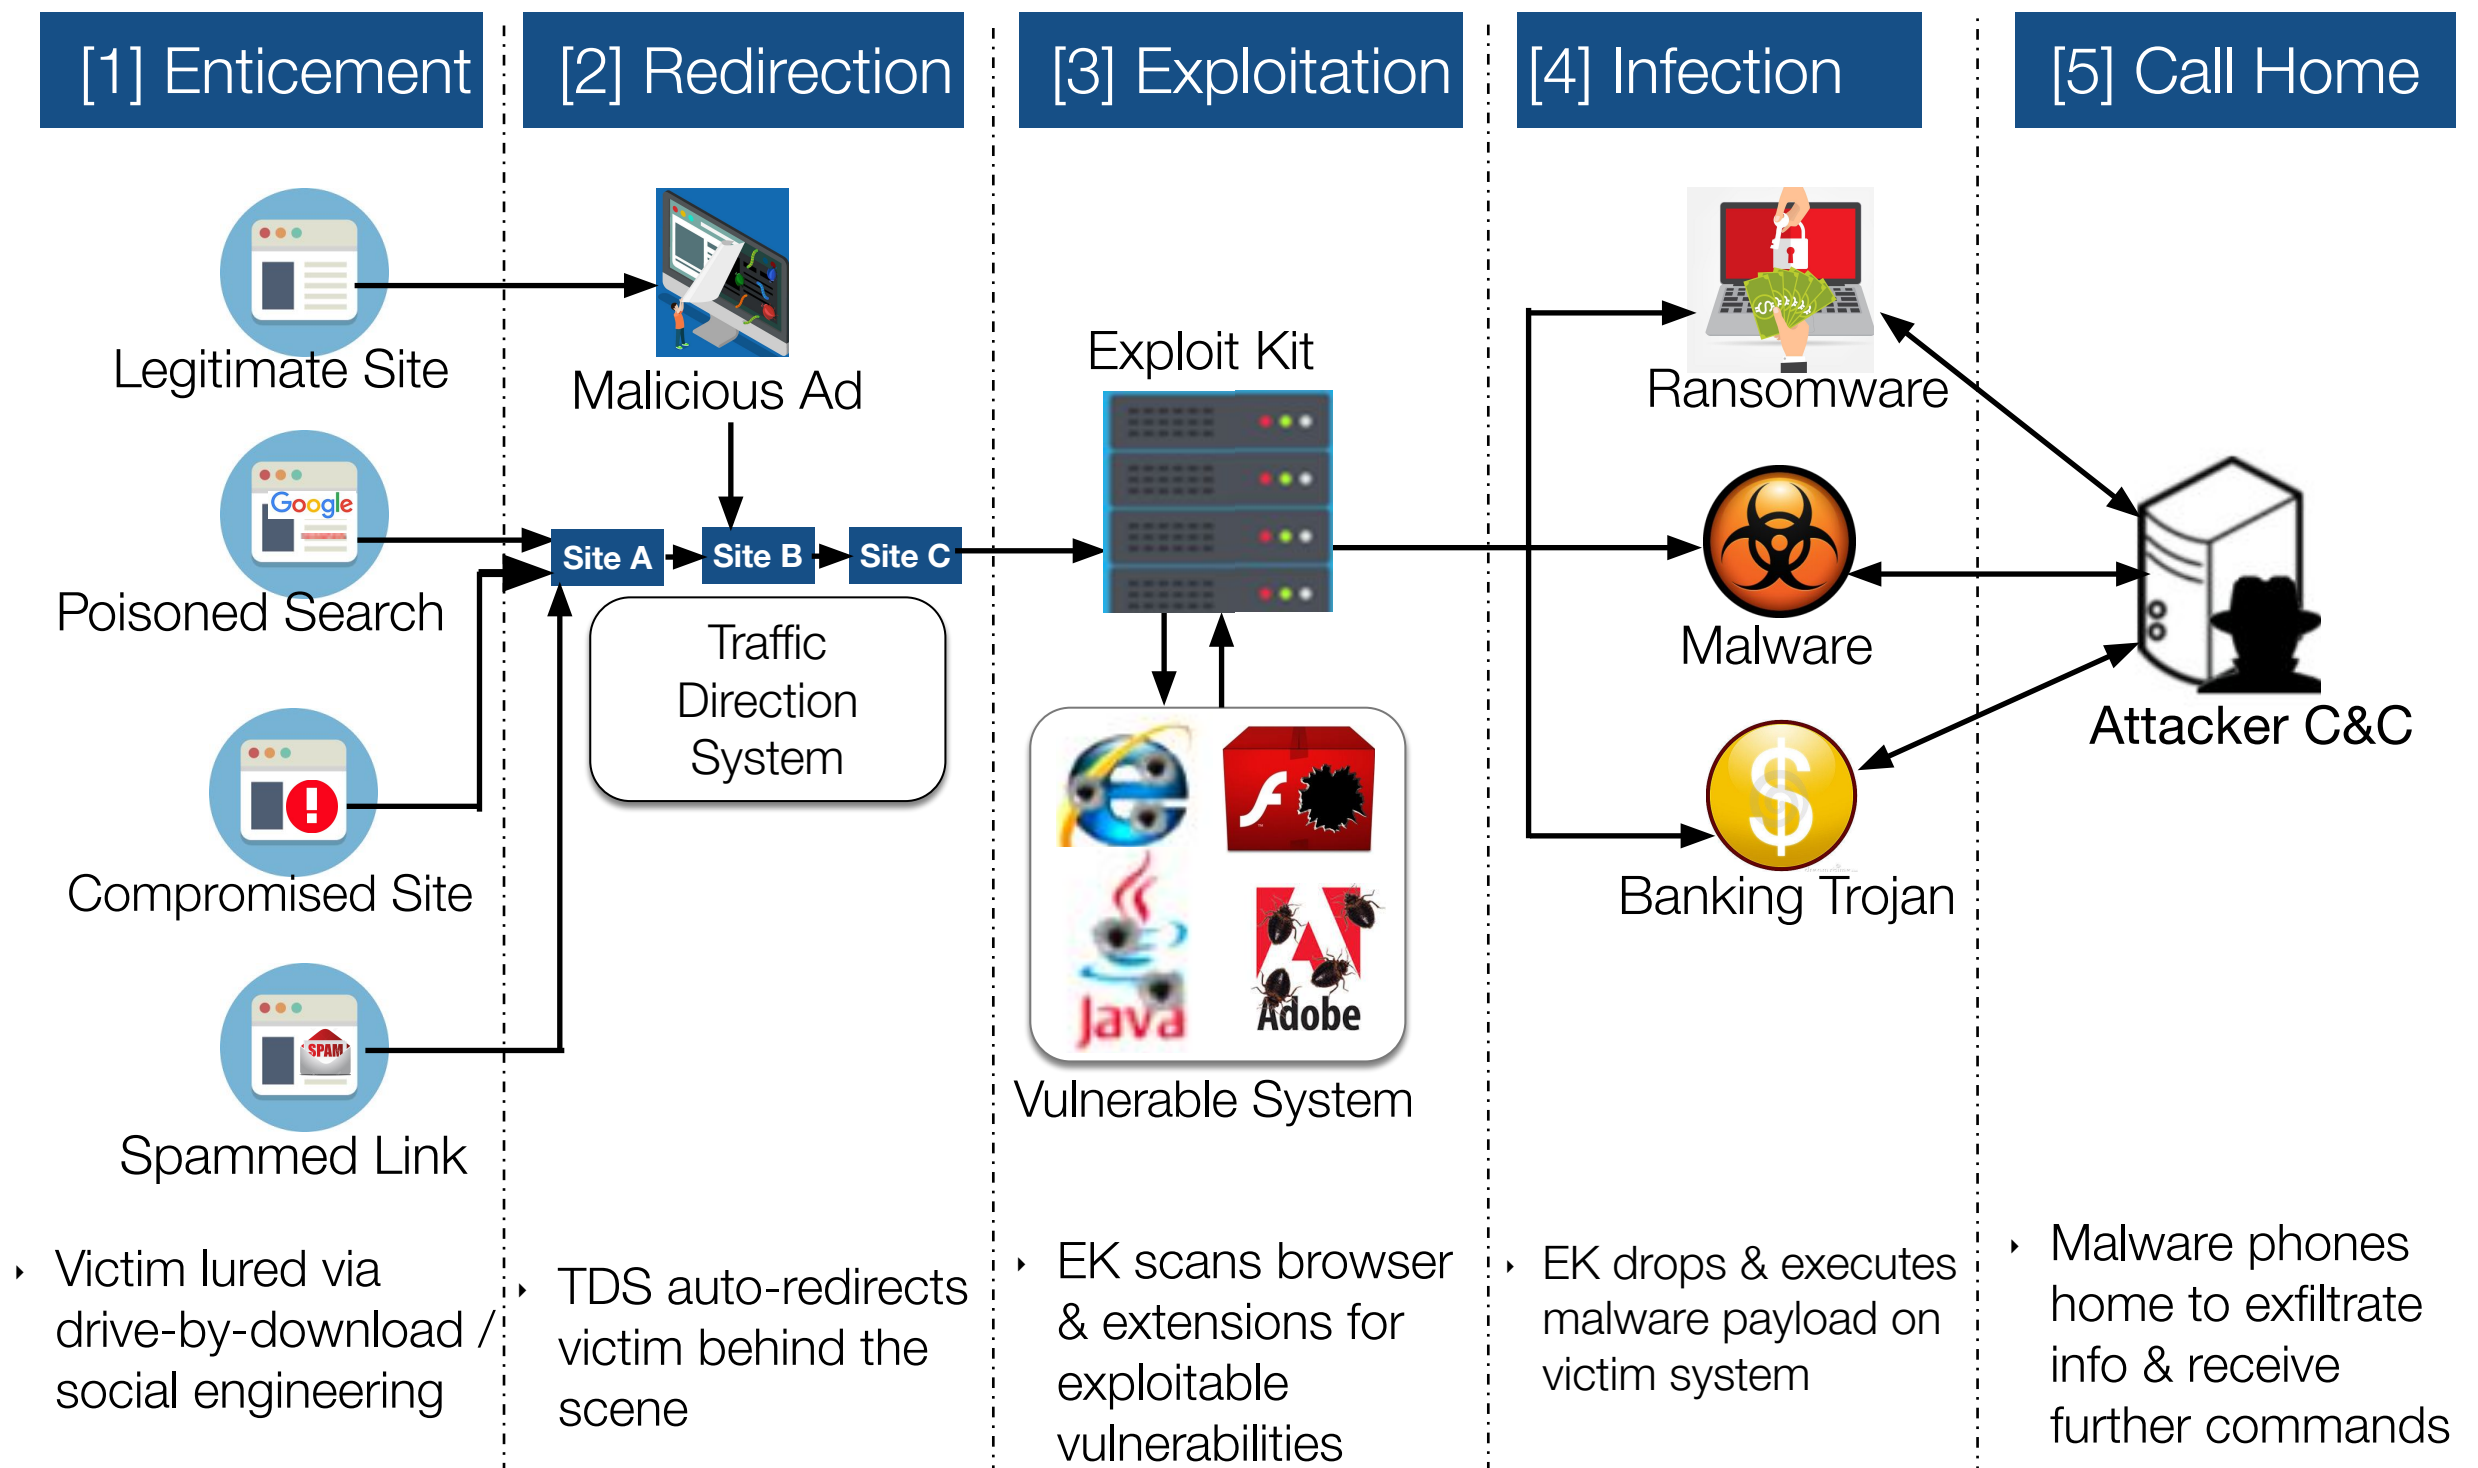 [1] Enticement
[2] Redirection
[3] Exploitation
[4] Infection
[5] Call Home
Legitimate Site
Google
Poisoned Search
Compromised Site
SPAM
Spammed Link
Malicious Ad
Site A
Site B
Site C
Traffic
Direction
System
Exploit Kit
Java
Adobe
Vulnerable System
Ransomware
Malware
Banking Trojan
Attacker C&C
‣ Victim lured via
drive-by-download /
social engineering
‣ TDS auto-redirects
victim behind the
scene
‣ EK scans browser
& extensions for
exploitable
vulnerabilities
‣ EK drops & executes
malware payload on
victim system
‣ Malware phones
home to exfiltrate
info & receive
further commands